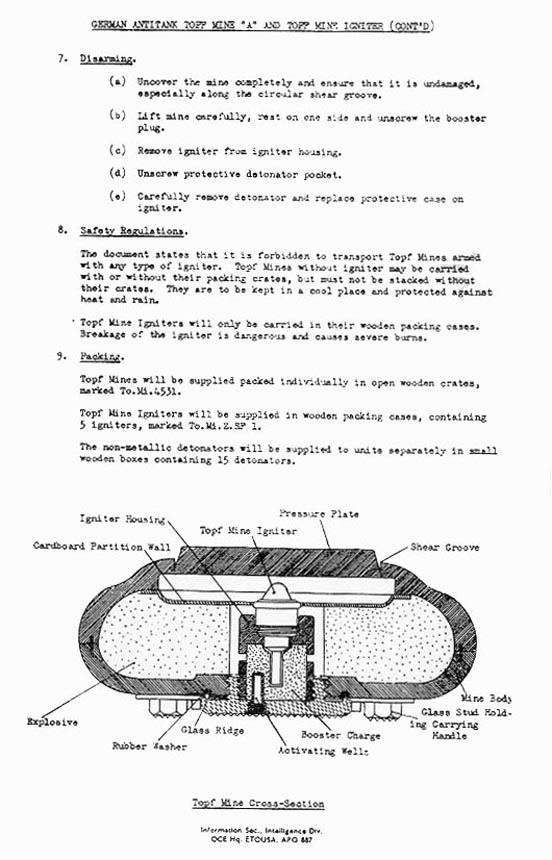 GERMAN ANTITANK TOPF MINE "A" AND TOPF MINE IGNITER (CONT'D)
7. Disarming.
(a) Uncover the mine completely and ensure that it is undamaged,
especially along the circular shear groove.
(b) Lift mine carefully, rest on one side and unscrew the booster
plug.
(c) Remove igniter from igniter housing.
(d) Unscrew protective detonator pocket.
(e) Carefully remove detonator and replace protective case on
igniter.
8. Safety Regulations.
The document states that it is forbidden to transport Topf Mines armed
with any type of igniter. Topf Mines without igniter may be carried
with or without their packing crates, but must not be stacked without
their crates. They are to be kept in a cool place and protected against
heat and rain.
Topf Mine Igniters will only be carried in their wooden packing cases.
Breakage of the igniter is dangerous and causes severe burns.
9. Packing.
Topf Mines will be supplied packed individually in open wooden crates,
marked To.Mi.4531.
Topf Mine Igniters will be supplied in wooden packing cases, containing
5 igniters, marked To.Mi.Z.SF 1.
The non-metallic detonators will be supplied to units separately in small
wooden boxes containing 15 detonators.
Igniter Housing
Pressure Plate
Topf Mine Igniter
Cardboard Partition Wall
Shear Groove
Explosive
Mine Body
Glass Stud Hold-
ing Carrying
Handle
Glass Ridge
Booster Charge
Rubber Washer
Activating Wells
Topf Mine Cross-Section
Information Sec., Intelligence Div.
OCE Hq. ETOUSA, APO 887